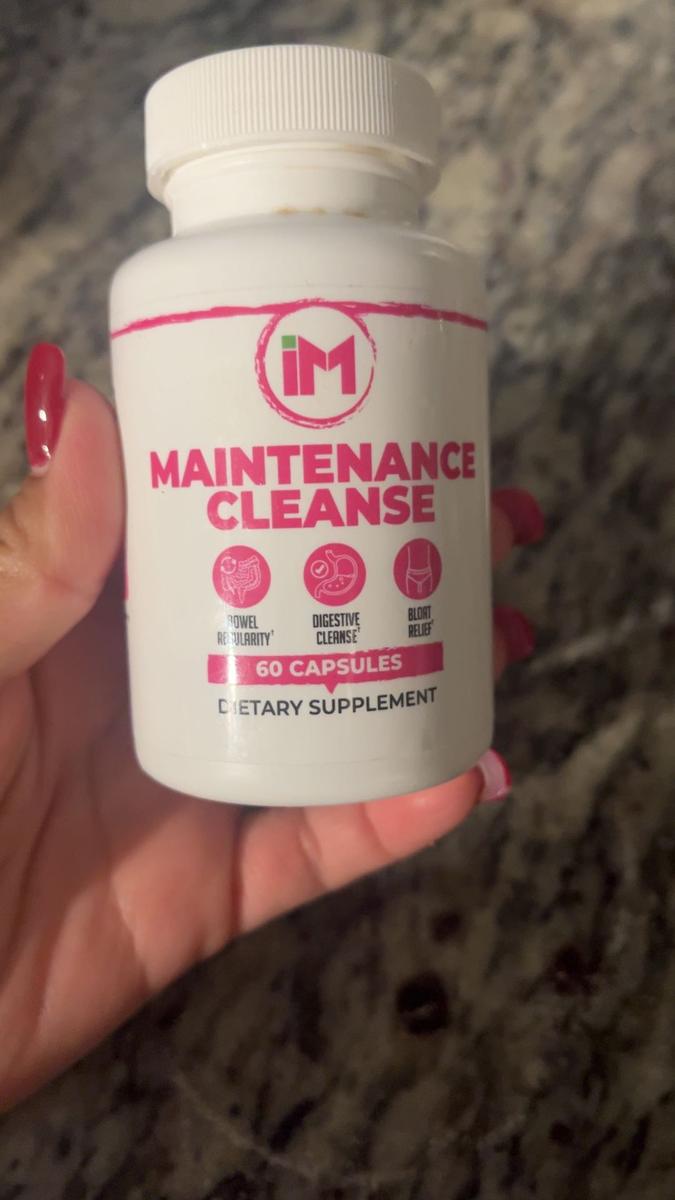 iM
MAINTENANCE
CLEANSE
BOWEL
REGULARITY†
DIGESTIVE
CLEANSE†
BLOAT
RELIEF†
60 CAPSULES
DIETARY SUPPLEMENT